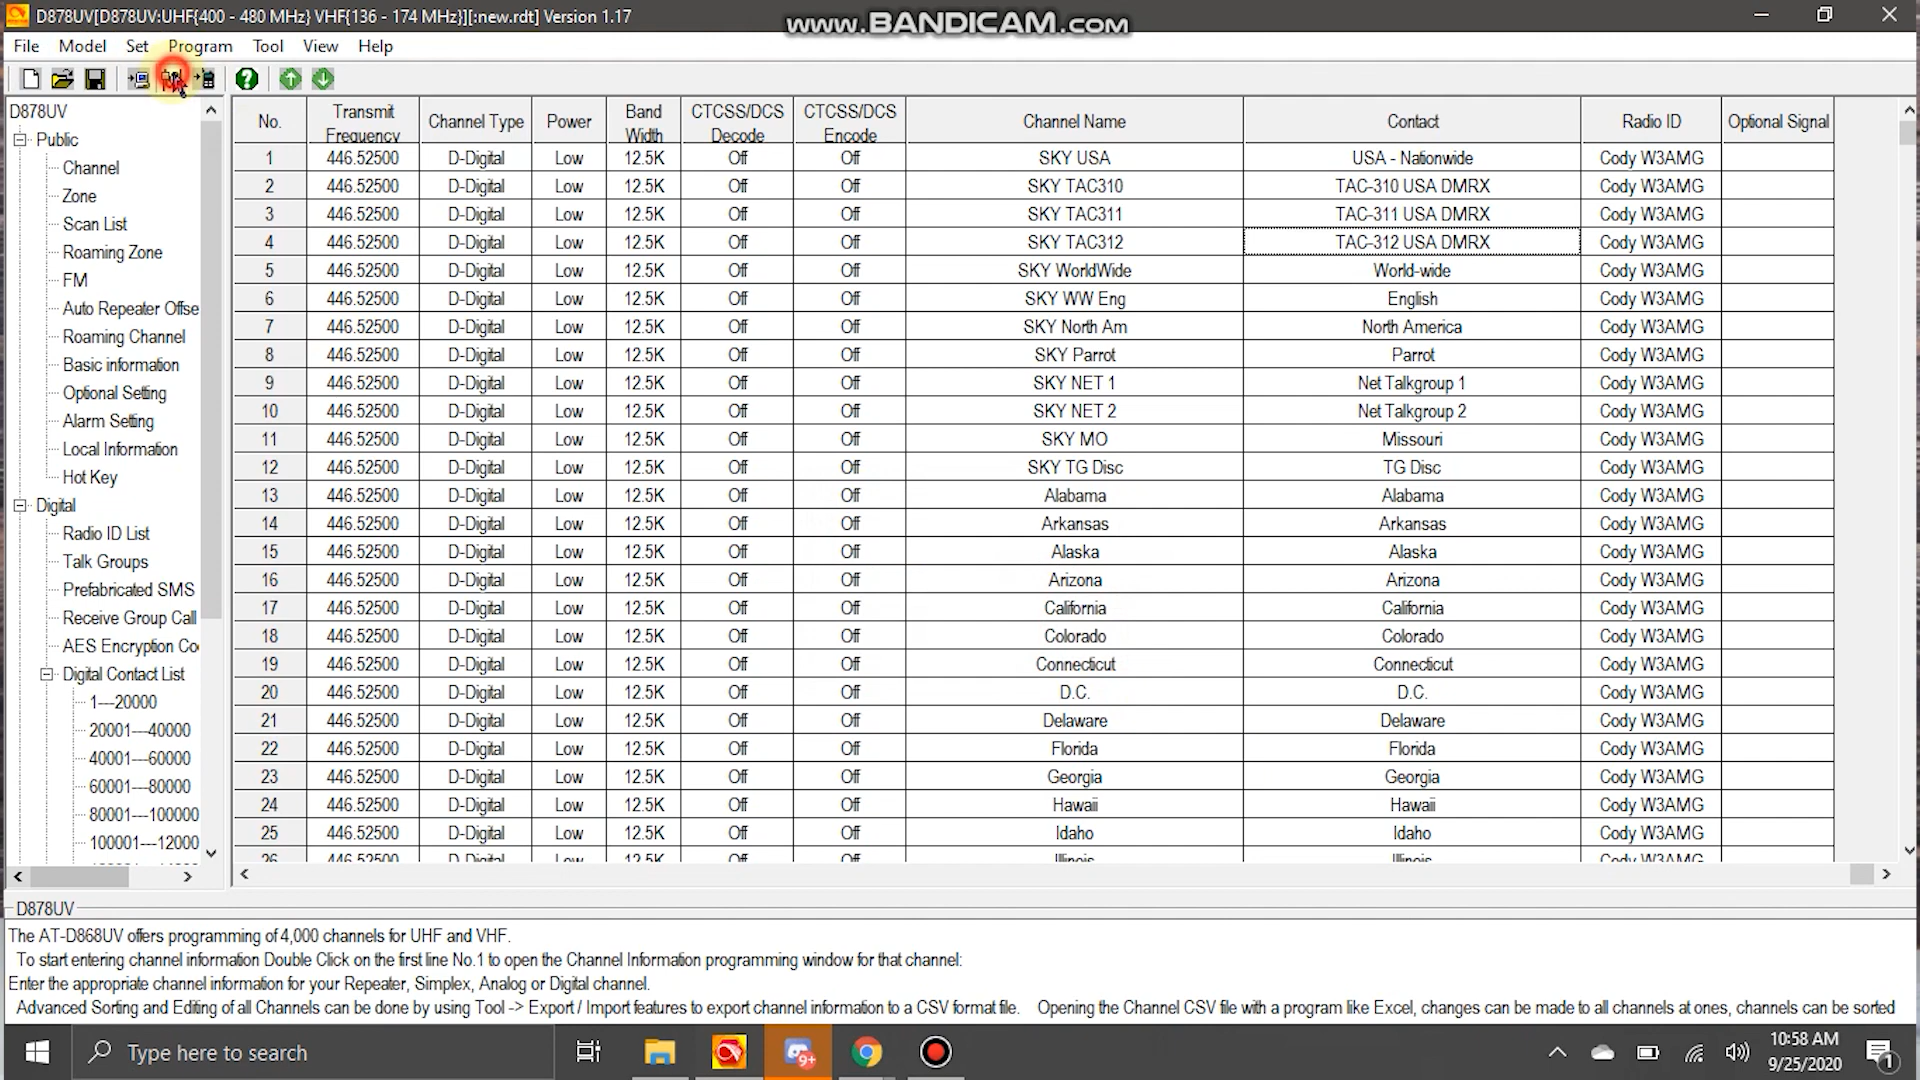 D878UV[D878UV:UHF{400 - 480 MHz} VHF{136 - 174 MHz}][:new.rdt] Version 1.17
www.BANDICAM.com
File Model Set Program Tool View Help
D878UV
Public
Channel
Zone
Scan List
Roaming Zone
FM
Auto Repeater Offse
Roaming Channel
Basic information
Optional Setting
Alarm Setting
Local Information
Hot Key
Digital
Radio ID List
Talk Groups
Prefabricated SMS
Receive Group Call
AES Encryption Co
Digital Contact List
1---20000
20001---40000
40001---60000
60001---80000
80001---100000
100001---12000
No. Transmit Frequency Channel Type Power Band Width CTCSS/DCS Decode CTCSS/DCS Encode Channel Name Contact Radio ID Optional Signal
1 446.52500 D-Digital Low 12.5K Off Off SKY USA USA - Nationwide Cody W3AMG
2 446.52500 D-Digital Low 12.5K Off Off SKY TAC310 TAC-310 USA DMRX Cody W3AMG
3 446.52500 D-Digital Low 12.5K Off Off SKY TAC311 TAC-311 USA DMRX Cody W3AMG
4 446.52500 D-Digital Low 12.5K Off Off SKY TAC312 TAC-312 USA DMRX Cody W3AMG
5 446.52500 D-Digital Low 12.5K Off Off SKY WorldWide World-wide Cody W3AMG
6 446.52500 D-Digital Low 12.5K Off Off SKY WW Eng English Cody W3AMG
7 446.52500 D-Digital Low 12.5K Off Off SKY North Am North America Cody W3AMG
8 446.52500 D-Digital Low 12.5K Off Off SKY Parrot Parrot Cody W3AMG
9 446.52500 D-Digital Low 12.5K Off Off SKY NET 1 Net Talkgroup 1 Cody W3AMG
10 446.52500 D-Digital Low 12.5K Off Off SKY NET 2 Net Talkgroup 2 Cody W3AMG
11 446.52500 D-Digital Low 12.5K Off Off SKY MO Missouri Cody W3AMG
12 446.52500 D-Digital Low 12.5K Off Off SKY TG Disc TG Disc Cody W3AMG
13 446.52500 D-Digital Low 12.5K Off Off Alabama Alabama Cody W3AMG
14 446.52500 D-Digital Low 12.5K Off Off Arkansas Arkansas Cody W3AMG
15 446.52500 D-Digital Low 12.5K Off Off Alaska Alaska Cody W3AMG
16 446.52500 D-Digital Low 12.5K Off Off Arizona Arizona Cody W3AMG
17 446.52500 D-Digital Low 12.5K Off Off California California Cody W3AMG
18 446.52500 D-Digital Low 12.5K Off Off Colorado Colorado Cody W3AMG
19 446.52500 D-Digital Low 12.5K Off Off Connecticut Connecticut Cody W3AMG
20 446.52500 D-Digital Low 12.5K Off Off D.C. D.C. Cody W3AMG
21 446.52500 D-Digital Low 12.5K Off Off Delaware Delaware Cody W3AMG
22 446.52500 D-Digital Low 12.5K Off Off Florida Florida Cody W3AMG
23 446.52500 D-Digital Low 12.5K Off Off Georgia Georgia Cody W3AMG
24 446.52500 D-Digital Low 12.5K Off Off Hawaii Hawaii Cody W3AMG
25 446.52500 D-Digital Low 12.5K Off Off Idaho Idaho Cody W3AMG
26 446.52500 D-Digital Low 12.5K Off Off Illinois Illinois Cody W3AMG
D878UV
The AT-D868UV offers programming of 4,000 channels for UHF and VHF.
To start entering channel information Double Click on the first line No.1 to open the Channel Information programming window for that channel:
Enter the appropriate channel information for your Repeater, Simplex, Analog or Digital channel.
Advanced Sorting and Editing of all Channels can be done by using Tool -> Export / Import features to export channel information to a CSV format file. Opening the Channel CSV file with a program like Excel, changes can be made to all channels at ones, channels can be sorted
Type here to search
9+
10:58 AM
9/25/2020
1